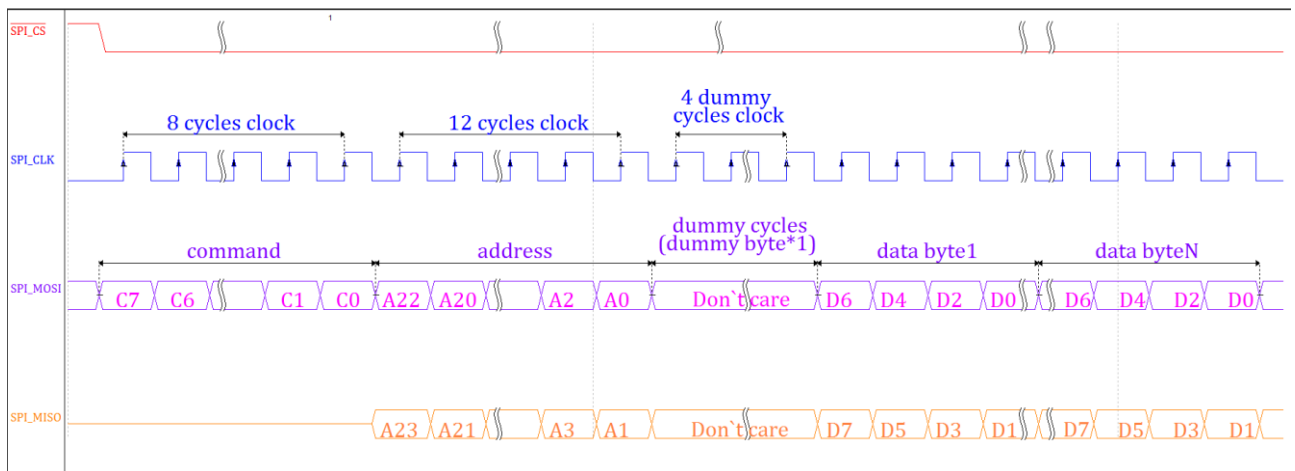 1
SPI_CS
4 dummy
cycles clock
8 cycles clock
12 cycles clock
SPI_CLK
dummy cycles
(dummy byte*1)
command
address
data byte1
data byteN
SPI_MOSI
C7 C6 C1 C0 A22 A20 A2 A0 Don`t care D6 D4 D2 D0 D6 D4 D2 D0
SPI_MISO
A23 A21 A3 A1 Don`t care D7 D5 D3 D1 D7 D5 D3 D1